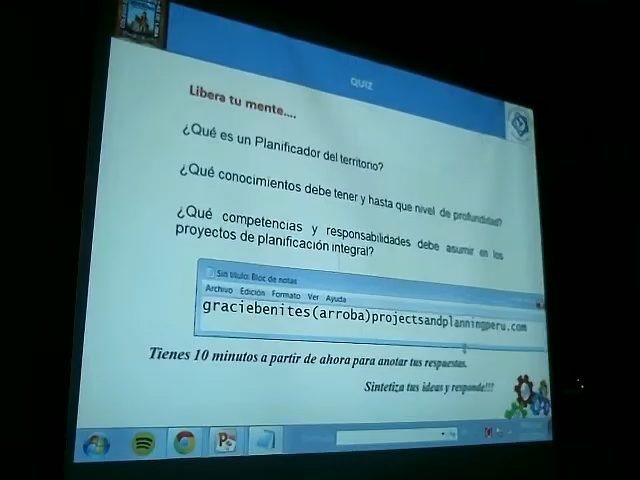 QUIZ
Libera tu mente....
¿Qué es un Planificador del territorio?
¿Qué conocimientos debe tener y hasta que nivel de profundidad?
¿Qué competencias y responsabilidades debe asumir en los
proyectos de planificación integral?
Sin título: Bloc de notas
Archivo Edición Formato Ver Ayuda
graciebenites(arroba)projectsandplanningperu.com
Tienes 10 minutos a partir de ahora para anotar tus respuestas.
Sintetiza tus ideas y responde!!!